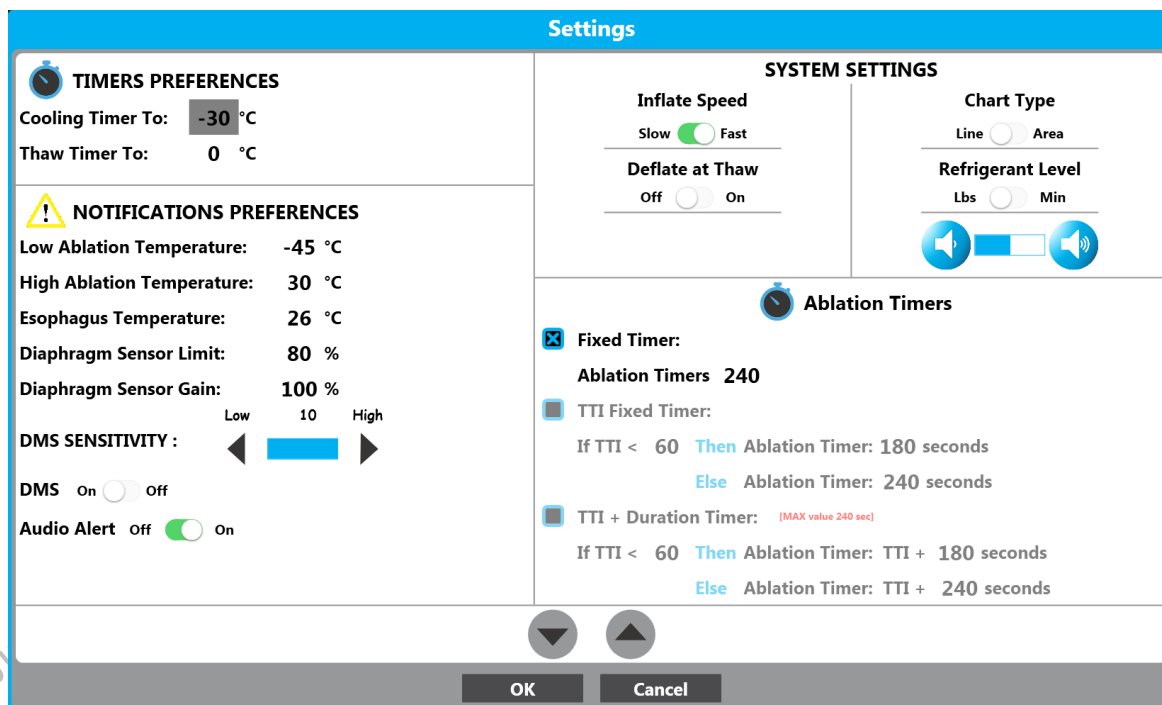 Settings
TIMERS PREFERENCES
Cooling Timer To: -30 °C
Thaw Timer To: 0 °C
NOTIFICATIONS PREFERENCES
Low Ablation Temperature: -45 °C
High Ablation Temperature: 30 °C
Esophagus Temperature: 26 °C
Diaphragm Sensor Limit: 80 %
Diaphragm Sensor Gain: 100 %
Low 10 High
DMS SENSITIVITY :
DMS On Off
Audio Alert Off On
SYSTEM SETTINGS
Inflate Speed
Slow Fast
Deflate at Thaw
Off On
Chart Type
Line Area
Refrigerant Level
Lbs Min
Ablation Timers
Fixed Timer:
Ablation Timers 240
TTI Fixed Timer:
If TTI < 60 Then Ablation Timer: 180 seconds
Else Ablation Timer: 240 seconds
TTI + Duration Timer: [MAX value 240 sec]
If TTI < 60 Then Ablation Timer: TTI + 180 seconds
Else Ablation Timer: TTI + 240 seconds
OK Cancel